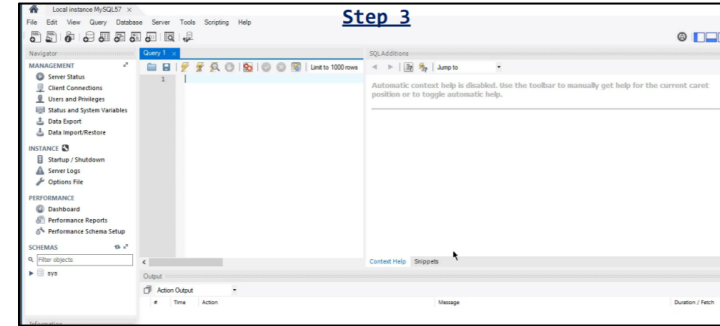 Step 3
Local instance MySQL57
File Edit View Query Database Server Tools Scripting Help
Navigator
MANAGEMENT
Server Status
Client Connections
Users and Privileges
Status and System Variables
Data Export
Data Import/Restore
INSTANCE
Startup / Shutdown
Server Logs
Options File
PERFORMANCE
Dashboard
Performance Reports
Performance Schema Setup
SCHEMAS
Filter objects
sys
Information
Query 1
Limit to 1000 rows
1
SQLAdditions
Jump to
Automatic context help is disabled. Use the toolbar to manually get help for the current caret
position or to toggle automatic help.
Context Help Snippets
Output
Action Output
# Time Action Message Duration / Fetch